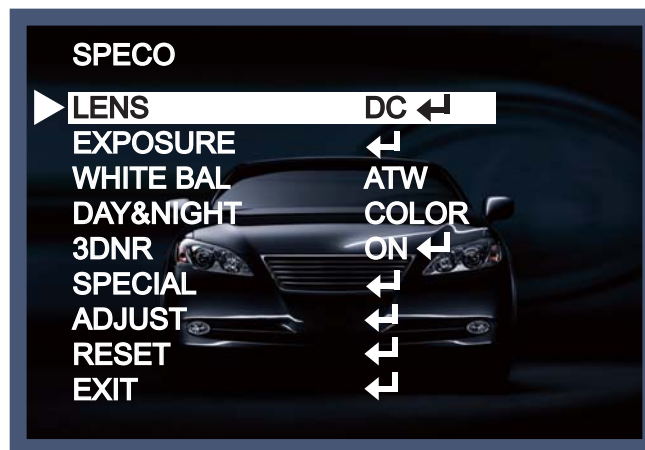 SPECO
LENS DC ↵
EXPOSURE ↵
WHITE BAL ATW
DAY&NIGHT COLOR
3DNR ON ↵
SPECIAL ↵
ADJUST ↵
RESET ↵
EXIT ↵